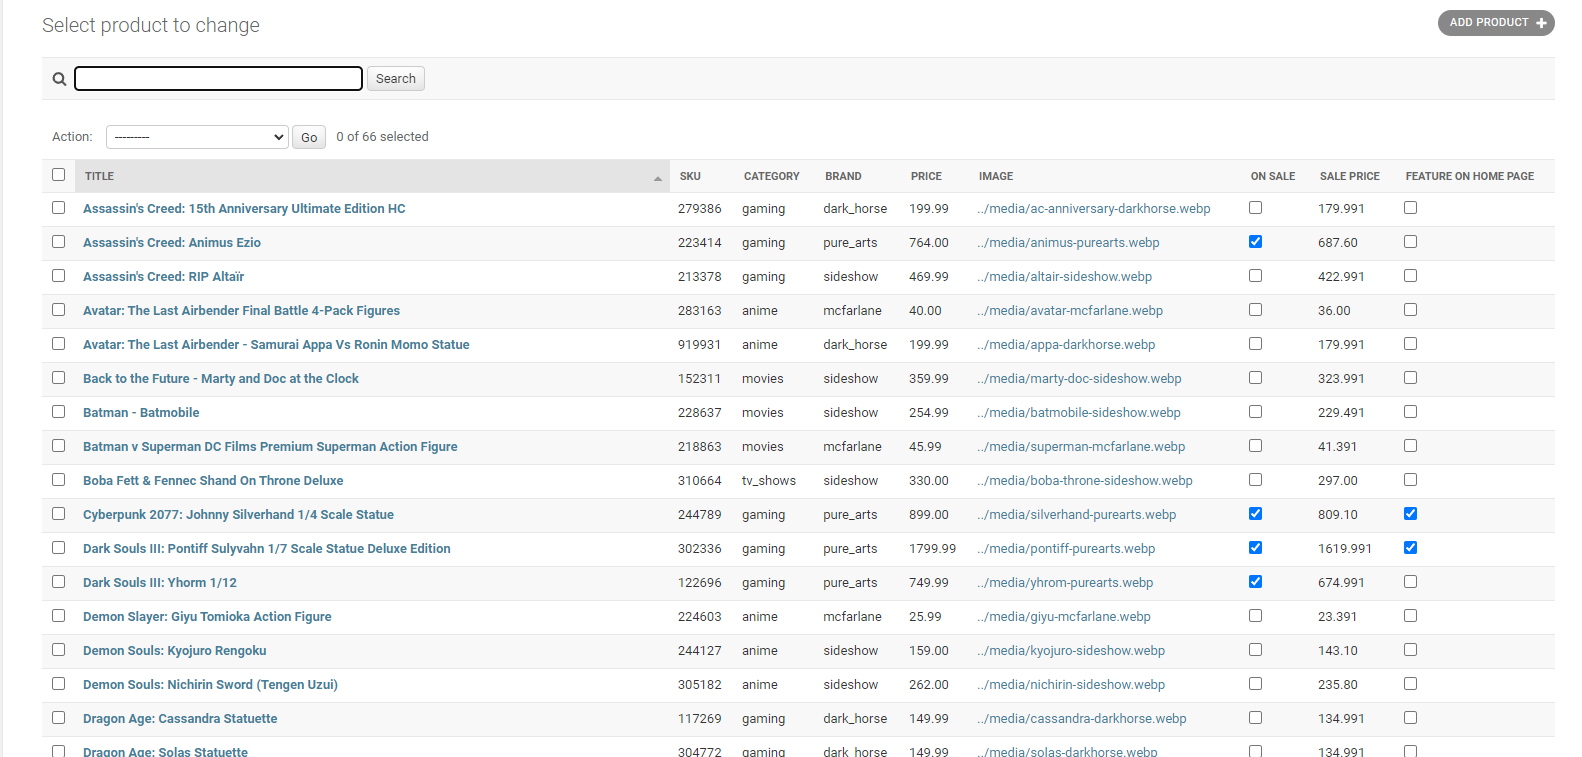 Select product to change
ADD PRODUCT +
Search
Action: --------- Go 0 of 66 selected
TITLE SKU CATEGORY BRAND PRICE IMAGE ON SALE SALE PRICE FEATURE ON HOME PAGE
Assassin's Creed: 15th Anniversary Ultimate Edition HC 279386 gaming dark_horse 199.99 ../media/ac-anniversary-darkhorse.webp 179.991
Assassin's Creed: Animus Ezio 223414 gaming pure_arts 764.00 ../media/animus-purearts.webp 687.60
Assassin's Creed: RIP Altaïr 213378 gaming sideshow 469.99 ../media/altair-sideshow.webp 422.991
Avatar: The Last Airbender Final Battle 4-Pack Figures 283163 anime mcfarlane 40.00 ../media/avatar-mcfarlane.webp 36.00
Avatar: The Last Airbender - Samurai Appa Vs Ronin Momo Statue 919931 anime dark_horse 199.99 ../media/appa-darkhorse.webp 179.991
Back to the Future - Marty and Doc at the Clock 152311 movies sideshow 359.99 ../media/marty-doc-sideshow.webp 323.991
Batman - Batmobile 228637 movies sideshow 254.99 ../media/batmobile-sideshow.webp 229.491
Batman v Superman DC Films Premium Superman Action Figure 218863 movies mcfarlane 45.99 ../media/superman-mcfarlane.webp 41.391
Boba Fett & Fennec Shand On Throne Deluxe 310664 tv_shows sideshow 330.00 ../media/boba-throne-sideshow.webp 297.00
Cyberpunk 2077: Johnny Silverhand 1/4 Scale Statue 244789 gaming pure_arts 899.00 ../media/silverhand-purearts.webp 809.10
Dark Souls III: Pontiff Sulyvahn 1/7 Scale Statue Deluxe Edition 302336 gaming pure_arts 1799.99 ../media/pontiff-purearts.webp 1619.991
Dark Souls III: Yhorm 1/12 122696 gaming pure_arts 749.99 ../media/yhrom-purearts.webp 674.991
Demon Slayer: Giyu Tomioka Action Figure 224603 anime mcfarlane 25.99 ../media/giyu-mcfarlane.webp 23.391
Demon Souls: Kyojuro Rengoku 244127 anime sideshow 159.00 ../media/kyojuro-sideshow.webp 143.10
Demon Souls: Nichirin Sword (Tengen Uzui) 305182 anime sideshow 262.00 ../media/nichirin-sideshow.webp 235.80
Dragon Age: Cassandra Statuette 117269 gaming dark_horse 149.99 ../media/cassandra-darkhorse.webp 134.991
Dragon Age: Solas Statuette 304772 gaming dark_horse 149.99 ../media/solas-darkhorse.webp 134.991